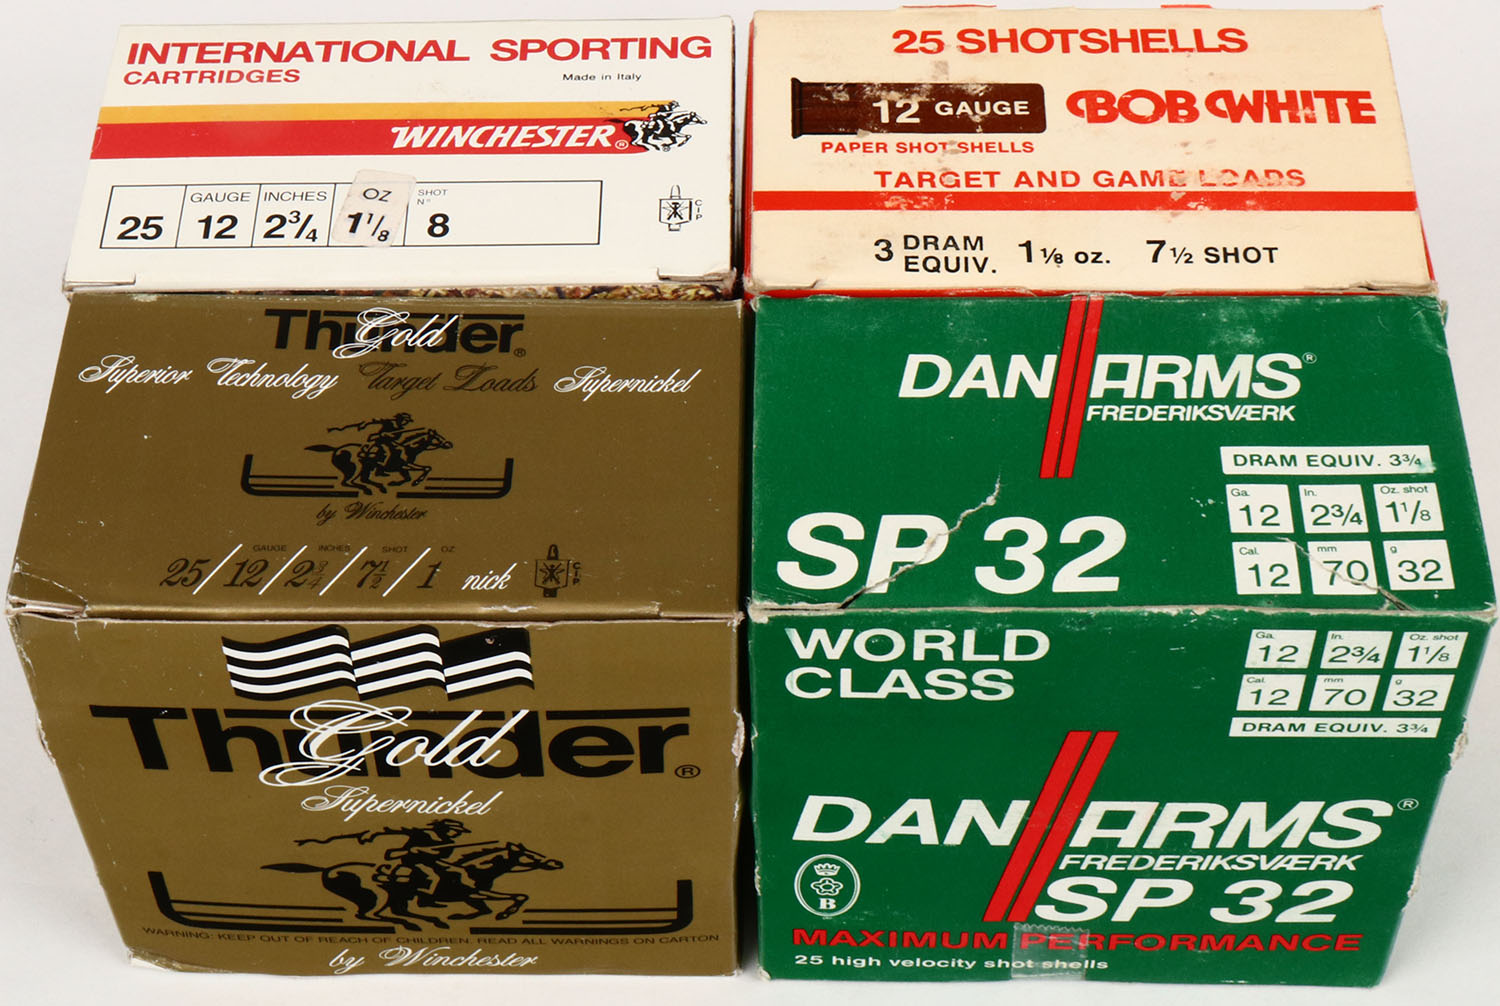 INTERNATIONAL SPORTING
CARTRIDGES
Made in Italy
WINCHESTER®
25
GAUGE
12
INCHES
2¾
OZ
1⅛
SHOT
N°
8
CIP
25 SHOTSHELLS
12 GAUGE
BOB WHITE
PAPER SHOT SHELLS
TARGET AND GAME LOADS
3 DRAM EQUIV. 1⅛ oz. 7½ SHOT
Thunder®
Gold
Superior Technology Target Loads Supernickel
by Winchester
GAUGE INCHES SHOT OZ
25/12/2¾/7½/1 nick
CIP
Thunder®
Gold
Supernickel
WARNING: KEEP OUT OF REACH OF CHILDREN. READ ALL WARNINGS ON CARTON
by Winchester
DAN ARMS®
FREDERIKSVÆRK
DRAM EQUIV. 3¾
SP 32
Ga. 12 In. 2¾ Oz. shot 1⅛
Cal. 12 mm 70 g 32
WORLD
CLASS
Ga. 12 In. 2¾ Oz. shot 1⅛
Cal. 12 mm 70 g 32
DRAM EQUIV. 3¾
DAN ARMS®
FREDERIKSVÆRK
B
SP 32
MAXIMUM PERFORMANCE
25 high velocity shot shells